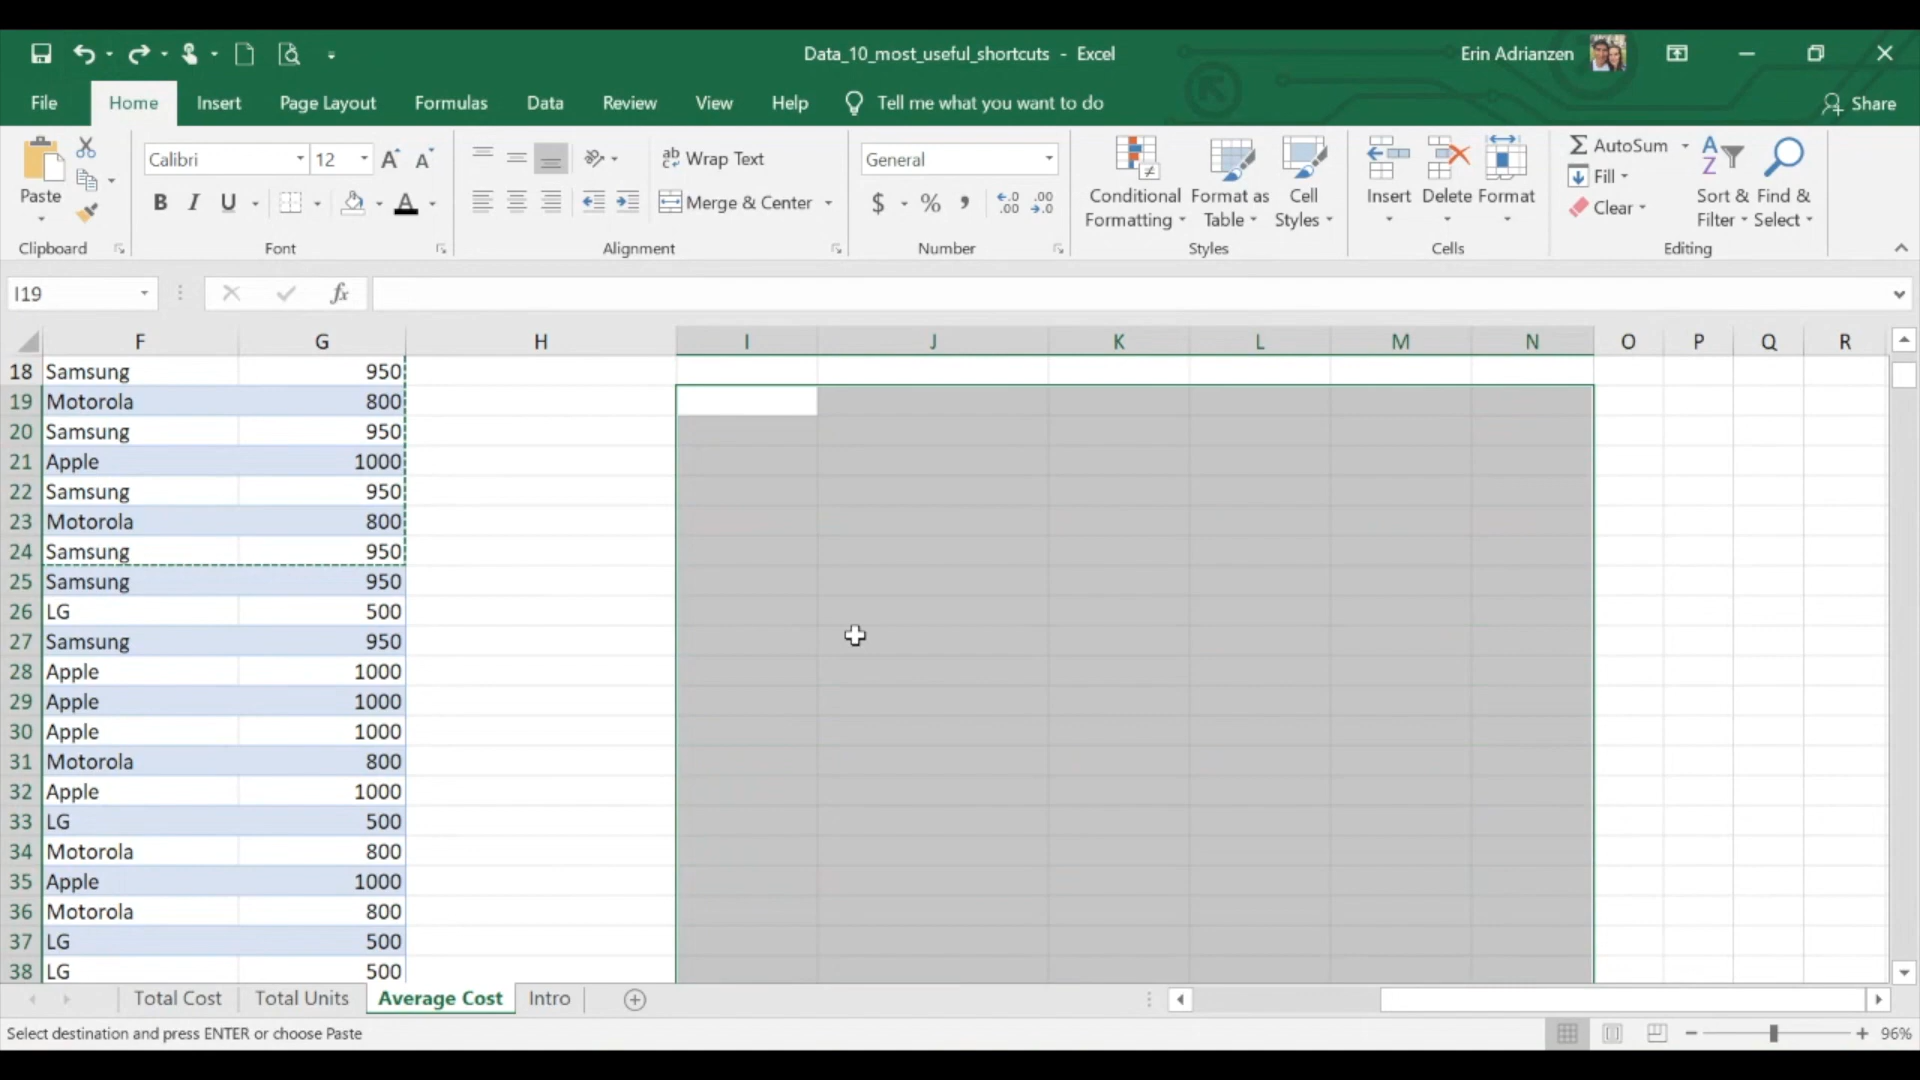 Data_10_most_useful_shortcuts - Excel
Erin Adrianzen
File Home Insert Page Layout Formulas Data Review View Help Tell me what you want to do Share
Paste
Clipboard
Calibri 12
B I U A
Font
ab Wrap Text
Merge & Center
Alignment
General
$ % , .00 .00
Number
Conditional Formatting
Format as Table
Cell Styles
Styles
Insert Delete Format
Cells
AutoSum
Fill
Clear
Sort & Filter
Find & Select
Editing
I19
fx
F G H I J K L M N O P Q R
18 Samsung 950
19 Motorola 800
20 Samsung 950
21 Apple 1000
22 Samsung 950
23 Motorola 800
24 Samsung 950
25 Samsung 950
26 LG 500
27 Samsung 950
28 Apple 1000
29 Apple 1000
30 Apple 1000
31 Motorola 800
32 Apple 1000
33 LG 500
34 Motorola 800
35 Apple 1000
36 Motorola 800
37 LG 500
38 LG 500
Total Cost Total Units Average Cost Intro
Select destination and press ENTER or choose Paste
96%